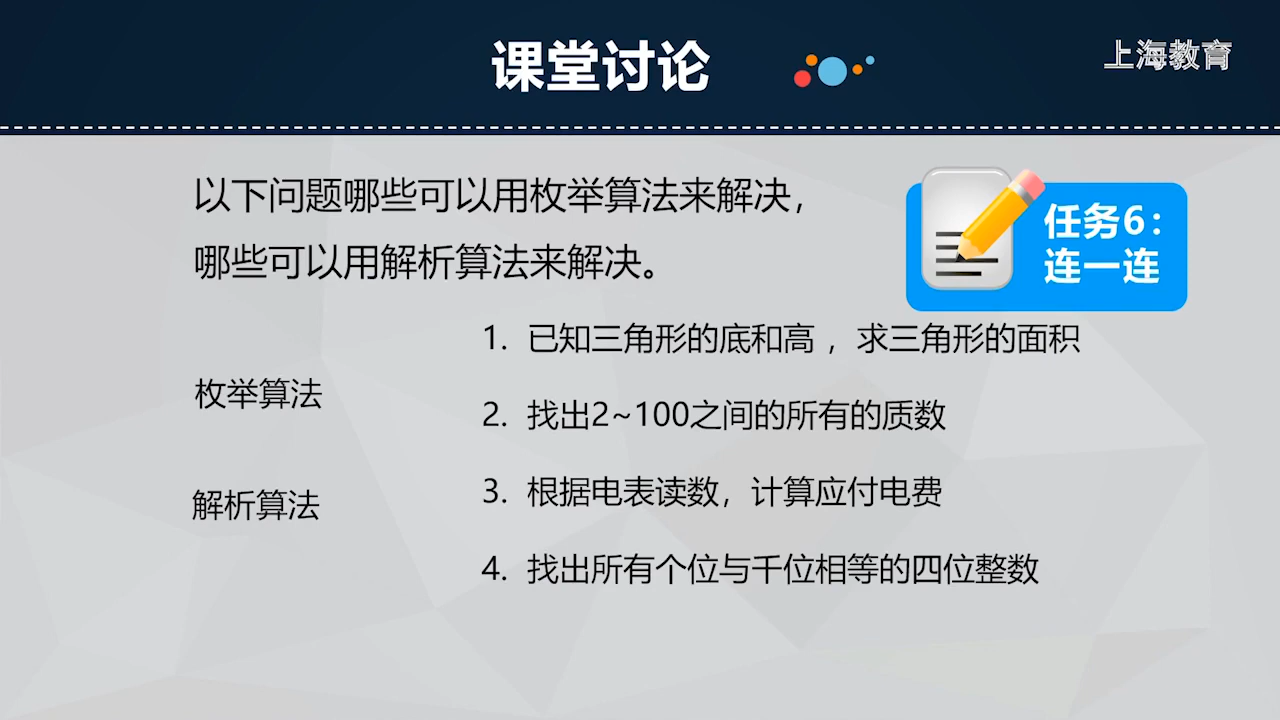 课堂讨论
上海教育
以下问题哪些可以用枚举算法来解决，
哪些可以用解析算法来解决。
任务6：
连一连
枚举算法
解析算法
1. 已知三角形的底和高 ，求三角形的面积
2. 找出2~100之间的所有的质数
3. 根据电表读数，计算应付电费
4. 找出所有个位与千位相等的四位整数